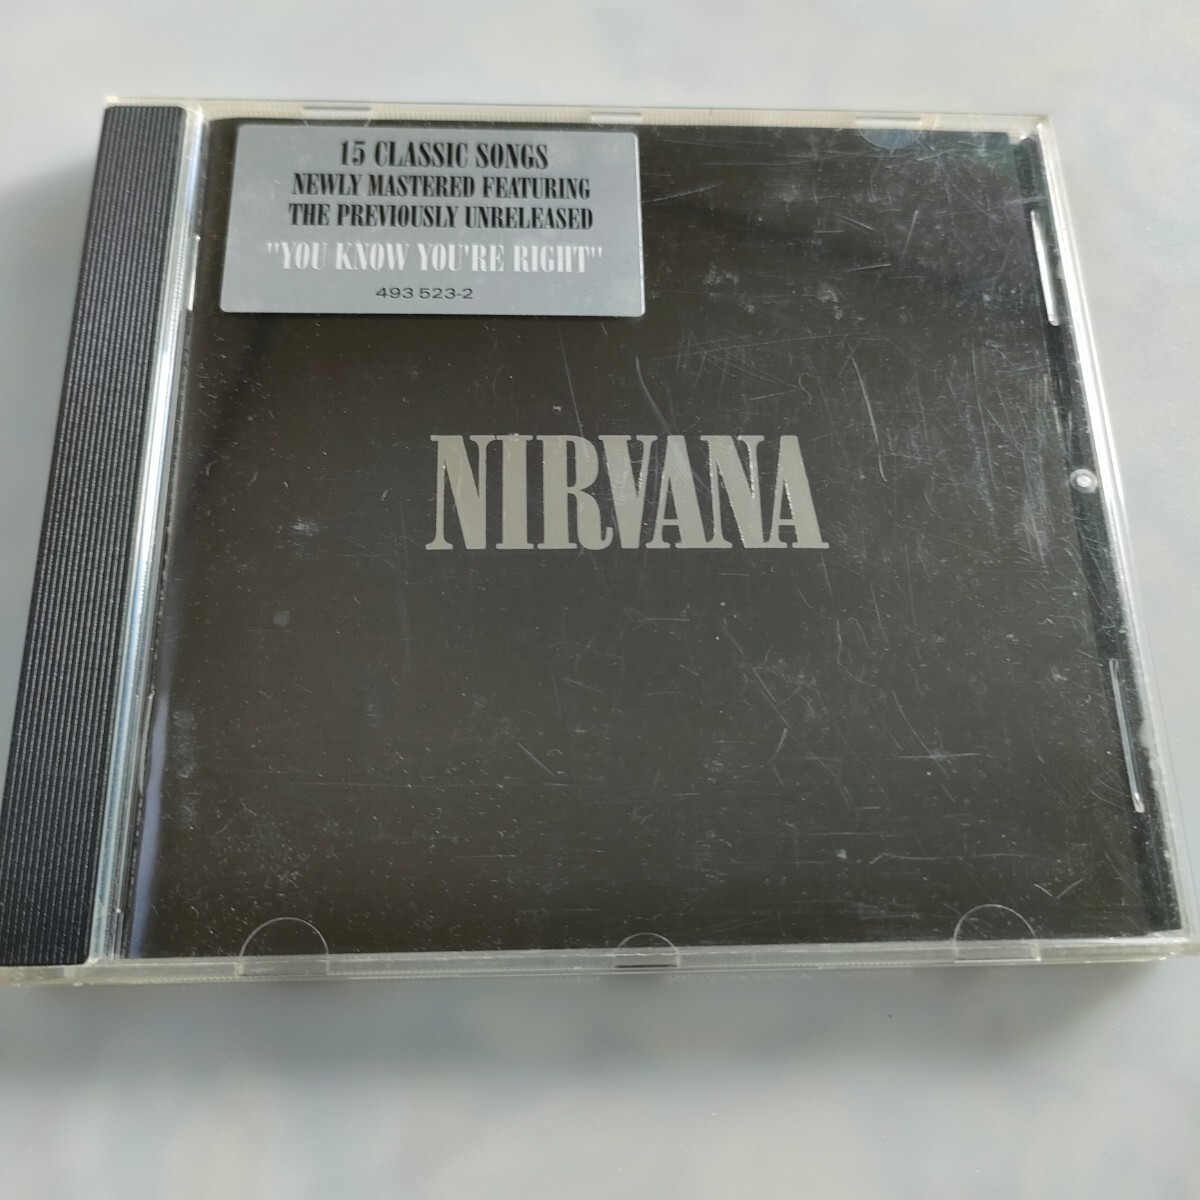 15 CLASSIC SONGS
NEWLY MASTERED FEATURING
THE PREVIOUSLY UNRELEASED
"YOU KNOW YOU'RE RIGHT"
493 523-2
NIRVANA